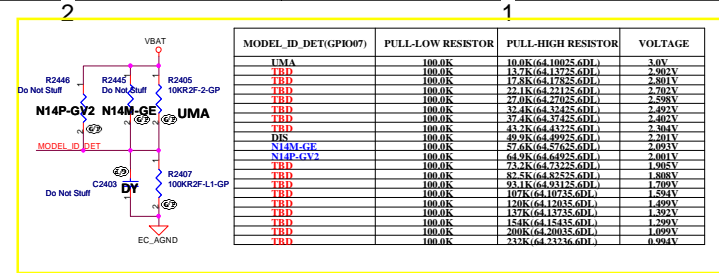 2
1
VBAT
R2446
R2445
R2405
Do Not Stuff
Do Not Stuff
10KR2F-2-GP
N14P-GV2
N14M-GE
UMA
MODEL_ID_DET
C2403
DY
R2407
100KR2F-L1-GP
Do Not Stuff
EC_AGND
MODEL_ID_DET(GPIO07) PULL-LOW RESISTOR PULL-HIGH RESISTOR VOLTAGE
UMA 100.0K 10.0K(64.10025.6DL) 3.0V
TBD 100.0K 13.7K(64.13725.6DL) 2.902V
TBD 100.0K 17.8K(64.17825.6DL) 2.801V
TBD 100.0K 22.1K(64.22125.6DL) 2.702V
TBD 100.0K 27.0K(64.27025.6DL) 2.598V
TBD 100.0K 32.4K(64.32425.6DL) 2.492V
TBD 100.0K 37.4K(64.37425.6DL) 2.402V
TBD 100.0K 43.2K(64.43225.6DL) 2.304V
DIS 100.0K 49.9K(64.49925.6DL) 2.201V
N14M-GE 100.0K 57.6K(64.57625.6DL) 2.093V
N14P-GV2 100.0K 64.9K(64.64925.6DL) 2.001V
TBD 100.0K 73.2K(64.73225.6DL) 1.905V
TBD 100.0K 82.5K(64.82525.6DL) 1.808V
TBD 100.0K 93.1K(64.93125.6DL) 1.709V
TBD 100.0K 107K(64.10735.6DL) 1.594V
TBD 100.0K 120K(64.12035.6DL) 1.499V
TBD 100.0K 137K(64.13735.6DL) 1.392V
TBD 100.0K 154K(64.15435.6DL) 1.299V
TBD 100.0K 200K(64.20035.6DL) 1.099V
TBD 100.0K 232K(64.23236.6DL) 0.994V